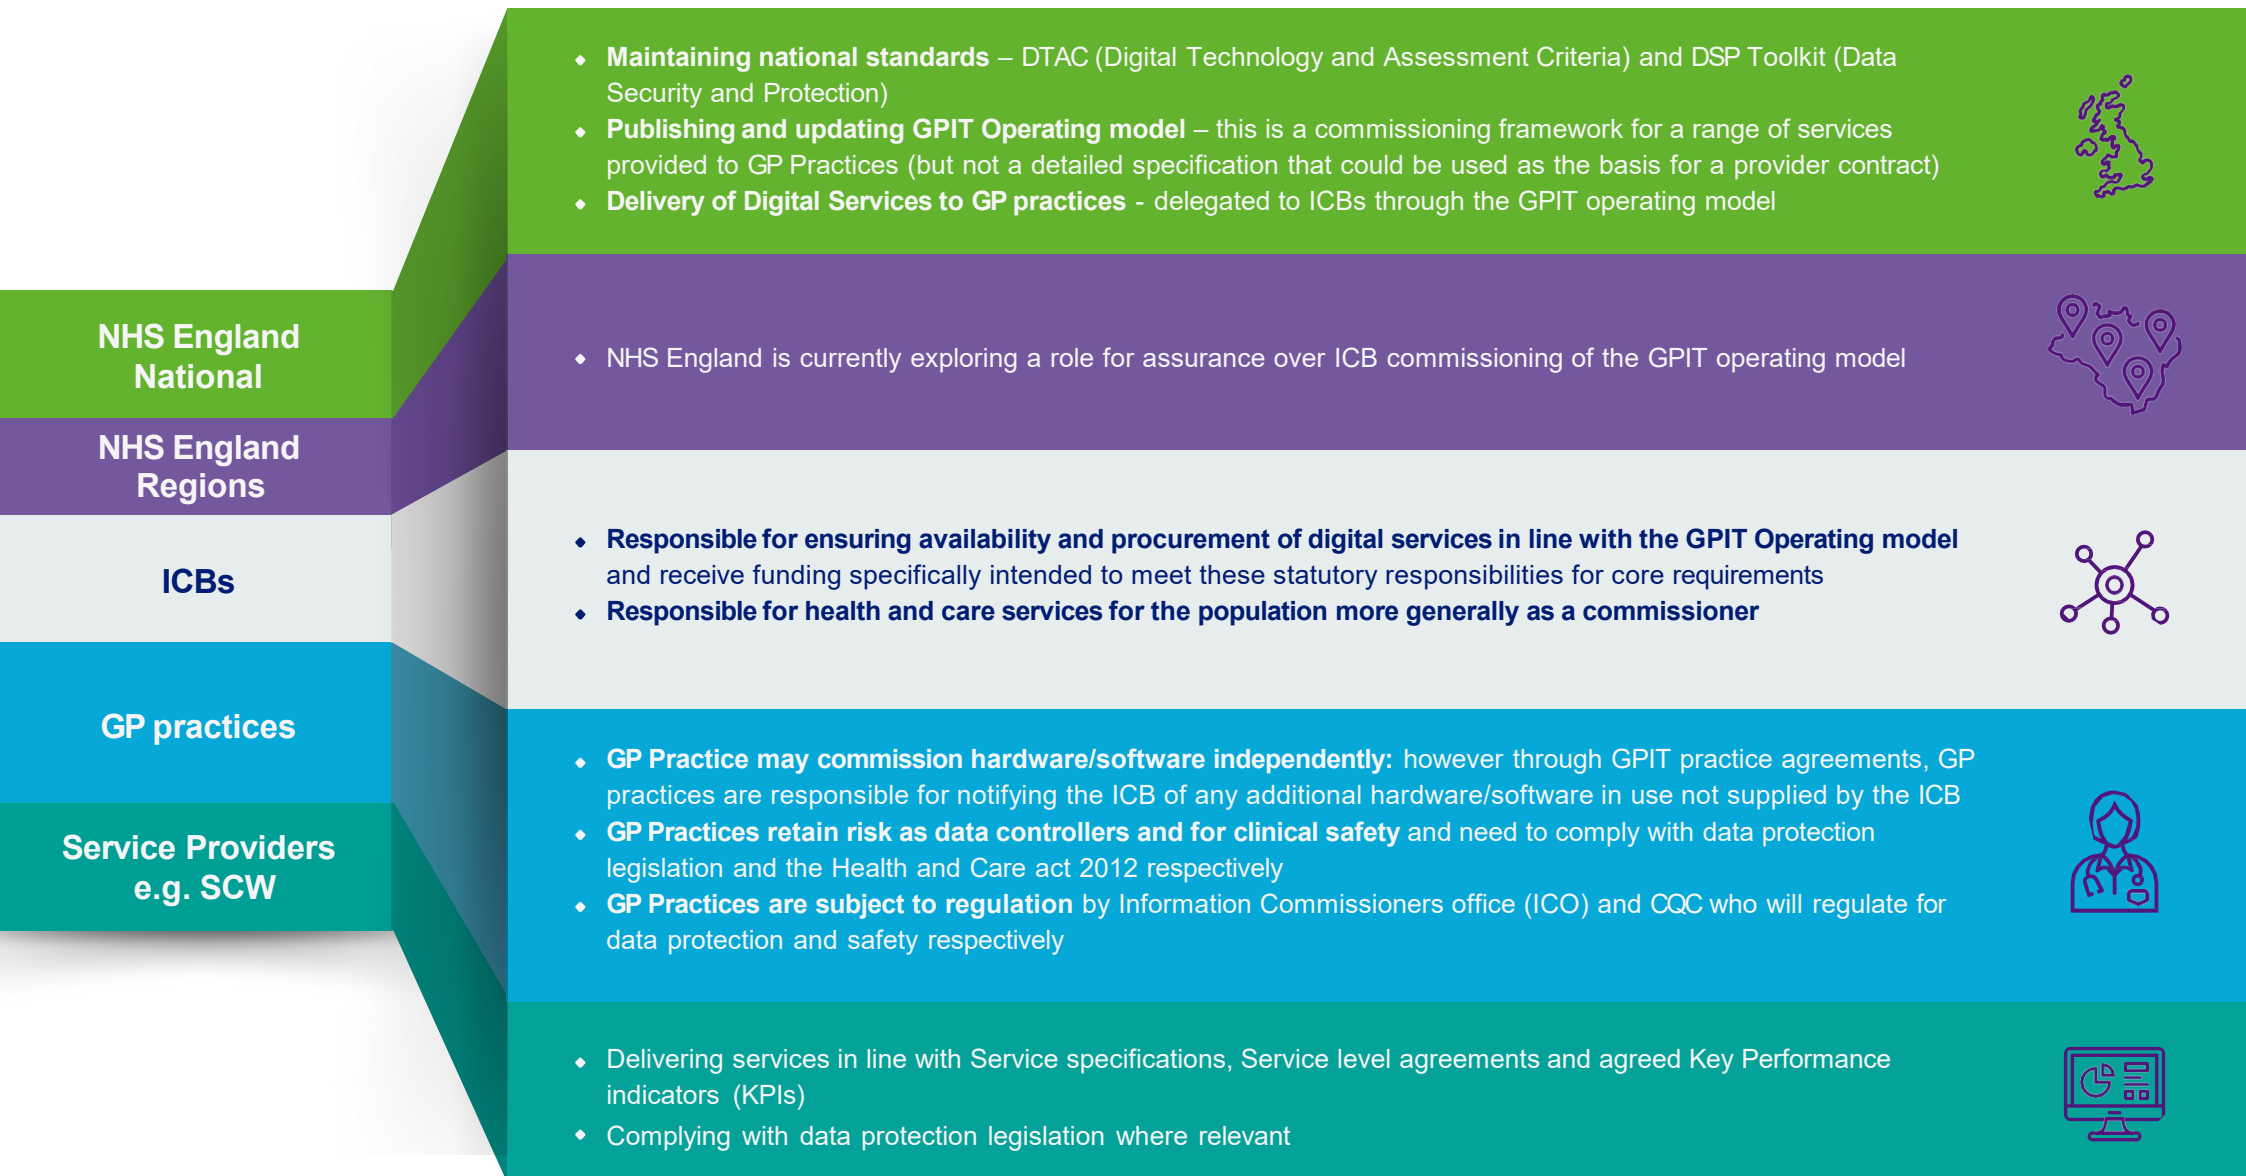 NHS England
National
NHS England
Regions
ICBs
GP practices
Service Providers
e.g. SCW
Maintaining national standards – DTAC (Digital Technology and Assessment Criteria) and DSP Toolkit (Data
Security and Protection)
Publishing and updating GPIT Operating model – this is a commissioning framework for a range of services
provided to GP Practices (but not a detailed specification that could be used as the basis for a provider contract)
Delivery of Digital Services to GP practices - delegated to ICBs through the GPIT operating model
NHS England is currently exploring a role for assurance over ICB commissioning of the GPIT operating model
Responsible for ensuring availability and procurement of digital services in line with the GPIT Operating model
and receive funding specifically intended to meet these statutory responsibilities for core requirements
Responsible for health and care services for the population more generally as a commissioner
GP Practice may commission hardware/software independently: however through GPIT practice agreements, GP
practices are responsible for notifying the ICB of any additional hardware/software in use not supplied by the ICB
GP Practices retain risk as data controllers and for clinical safety and need to comply with data protection
legislation and the Health and Care act 2012 respectively
GP Practices are subject to regulation by Information Commissioners office (ICO) and CQC who will regulate for
data protection and safety respectively
Delivering services in line with Service specifications, Service level agreements and agreed Key Performance
indicators (KPIs)
Complying with data protection legislation where relevant